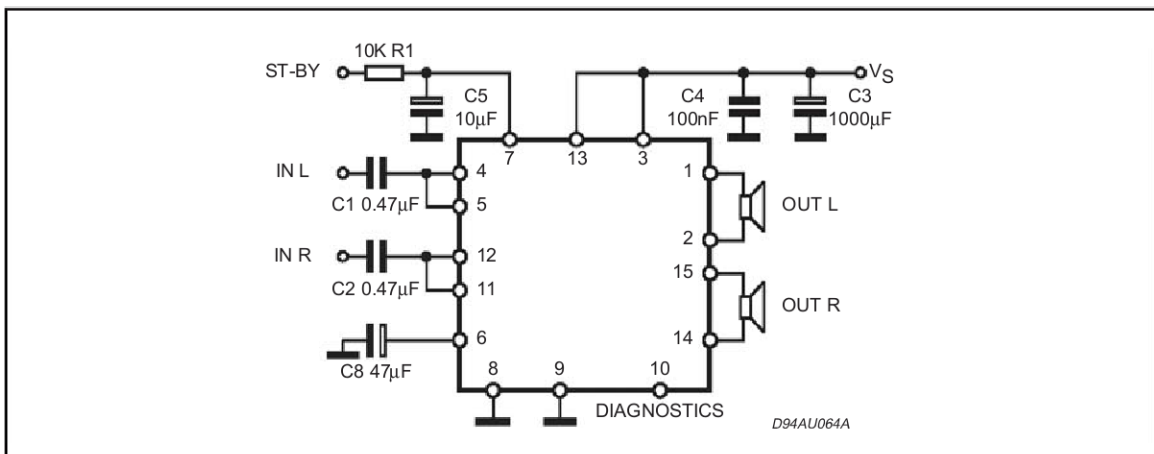 10K R1
ST-BY
C5
10µF
C4
100nF
VS
C3
1000µF
7
13
3
IN L
4
C1 0.47µF
5
1
OUT L
2
IN R
12
C2 0.47µF
11
15
OUT R
14
6
C8 47µF
8
9
10
DIAGNOSTICS
D94AU064A